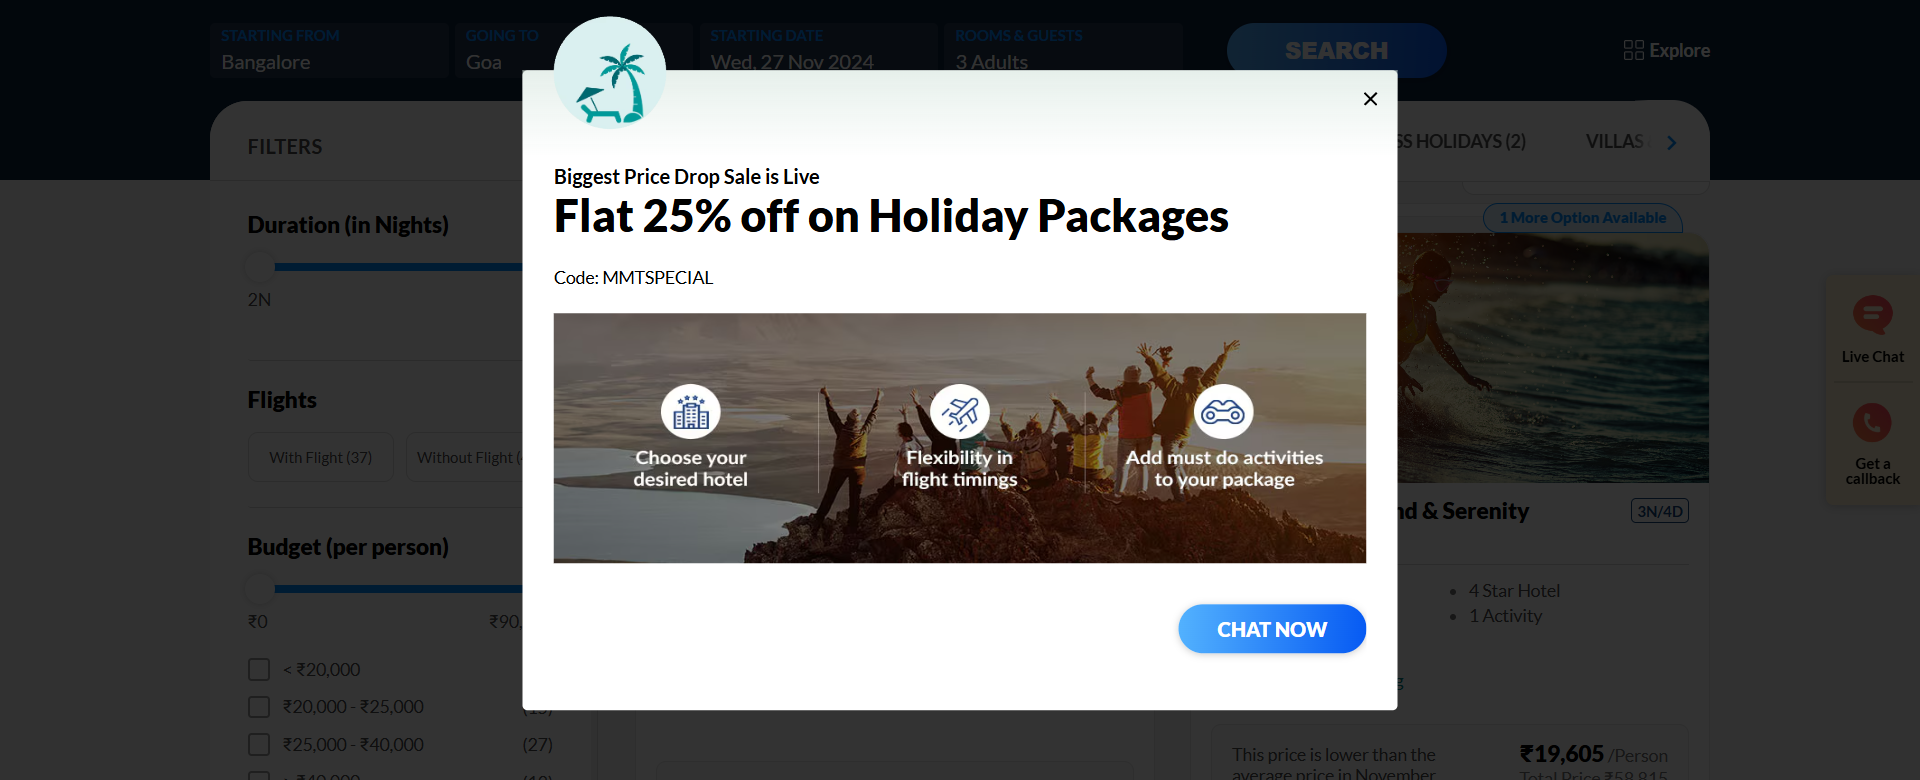 STARTING FROM
Bangalore
GOING TO
Goa
STARTING DATE
Wed, 27 Nov 2024
ROOMS & GUESTS
3 Adults
SEARCH
Explore
FILTERS
HOLIDAYS (2)
VILLAS
Duration (in Nights)
2N
Flights
With Flight (37)
Without Flight
Budget (per person)
₹0
₹90,
< ₹20,000
₹20,000 - ₹25,000
₹25,000 - ₹40,000
(27)
Biggest Price Drop Sale is Live
Flat 25% off on Holiday Packages
Code: MMTSPECIAL
Choose your
desired hotel
Flexibility in
flight timings
Add must do activities
to your package
CHAT NOW
1 More Option Available
& Serenity
3N/4D
4 Star Hotel
1 Activity
This price is lower than the
average price in November
₹19,605 /Person
Total Price ₹58,815
Live Chat
Get a
callback